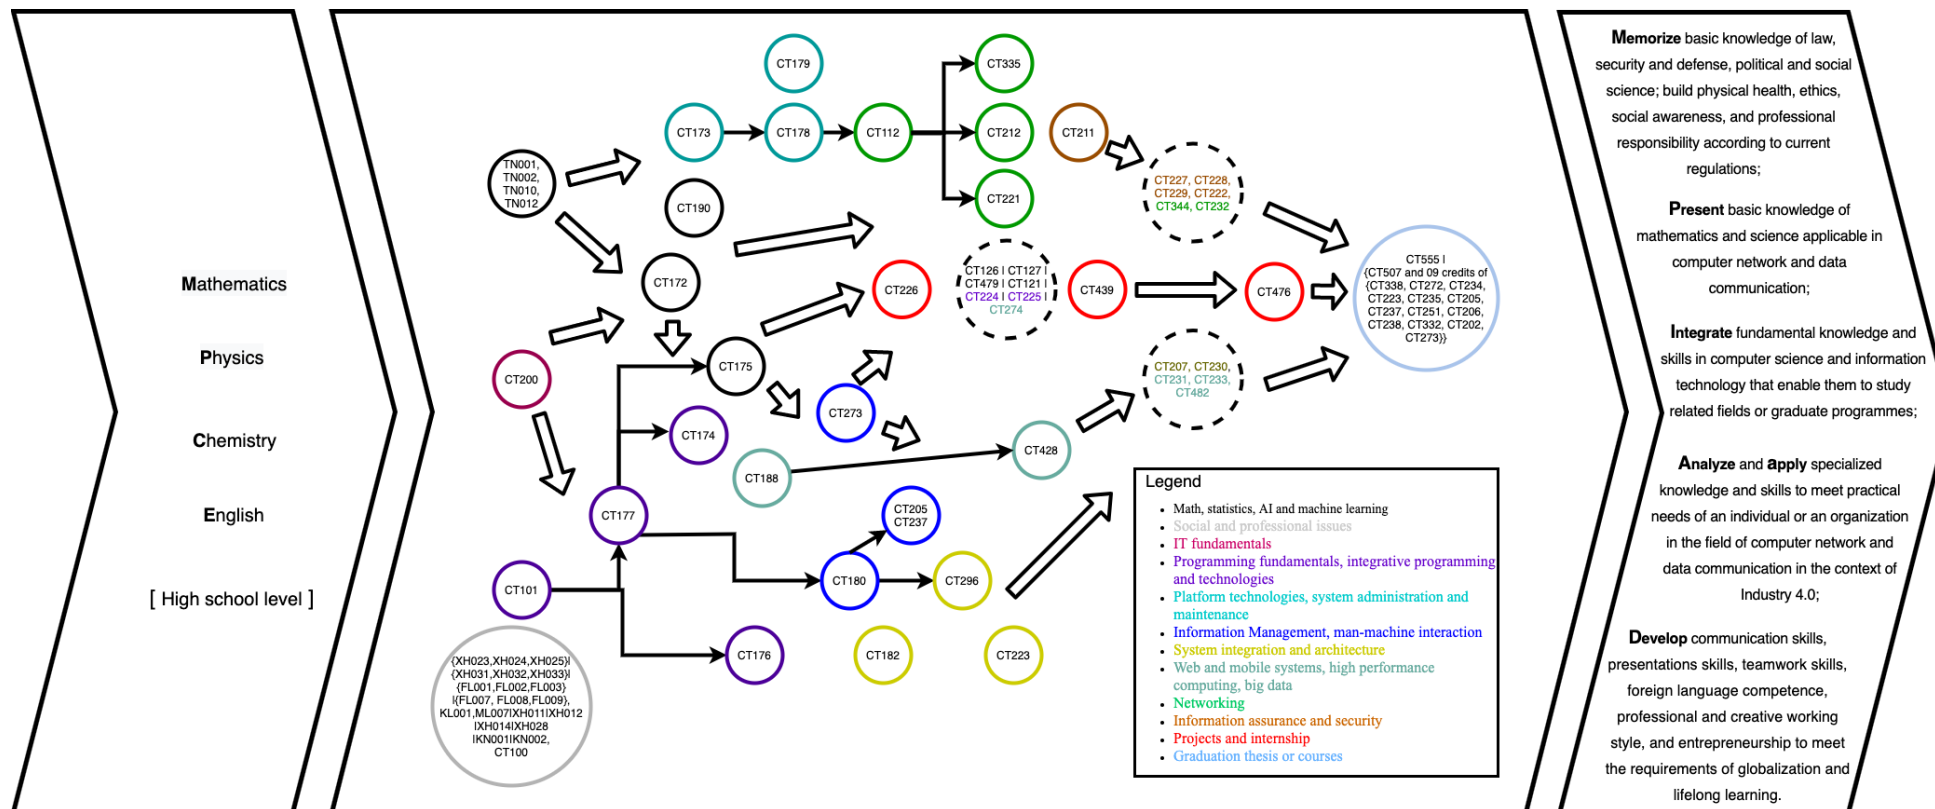 Mathematics
Physics
Chemistry
English
[ High school level ]
CT179
CT335
CT173
CT178
CT112
CT212
CT211
TN001,
TN002,
TN010,
TN012
CT190
CT221
CT227, CT228,
CT229, CT222,
CT344, CT232
CT172
CT226
CT126 | CT127 |
CT479 | CT121 |
CT224 | CT225 |
CT274
CT439
CT476
CT555 |
{CT507 and 09 credits of
{CT338, CT272, CT234,
CT223, CT235, CT205,
CT237, CT251, CT206,
CT238, CT332, CT202,
CT273}}
CT200
CT175
CT273
CT207, CT230,
CT231, CT233,
CT482
CT174
CT188
CT428
CT177
CT205
CT237
CT101
CT180
CT296
CT176
CT182
CT223
{XH023,XH024,XH025}|
{XH031,XH032,XH033}|
{FL001,FL002,FL003}
|{FL007, FL008,FL009},
KL001,ML007|XH011|XH012
|XH014|XH028
|KN001|KN002,
CT100
Legend
• Math, statistics, AI and machine learning
• Social and professional issues
• IT fundamentals
• Programming fundamentals, integrative programming
and technologies
• Platform technologies, system administration and
maintenance
• Information Management, man-machine interaction
• System integration and architecture
• Web and mobile systems, high performance
computing, big data
• Networking
• Information assurance and security
• Projects and internship
• Graduation thesis or courses
Memorize basic knowledge of law,
security and defense, political and social
science; build physical health, ethics,
social awareness, and professional
responsibility according to current
regulations;
Present basic knowledge of
mathematics and science applicable in
computer network and data
communication;
Integrate fundamental knowledge and
skills in computer science and information
technology that enable them to study
related fields or graduate programmes;
Analyze and apply specialized
knowledge and skills to meet practical
needs of an individual or an organization
in the field of computer network and
data communication in the context of
Industry 4.0;
Develop communication skills,
presentations skills, teamwork skills,
foreign language competence,
professional and creative working
style, and entrepreneurship to meet
the requirements of globalization and
lifelong learning.